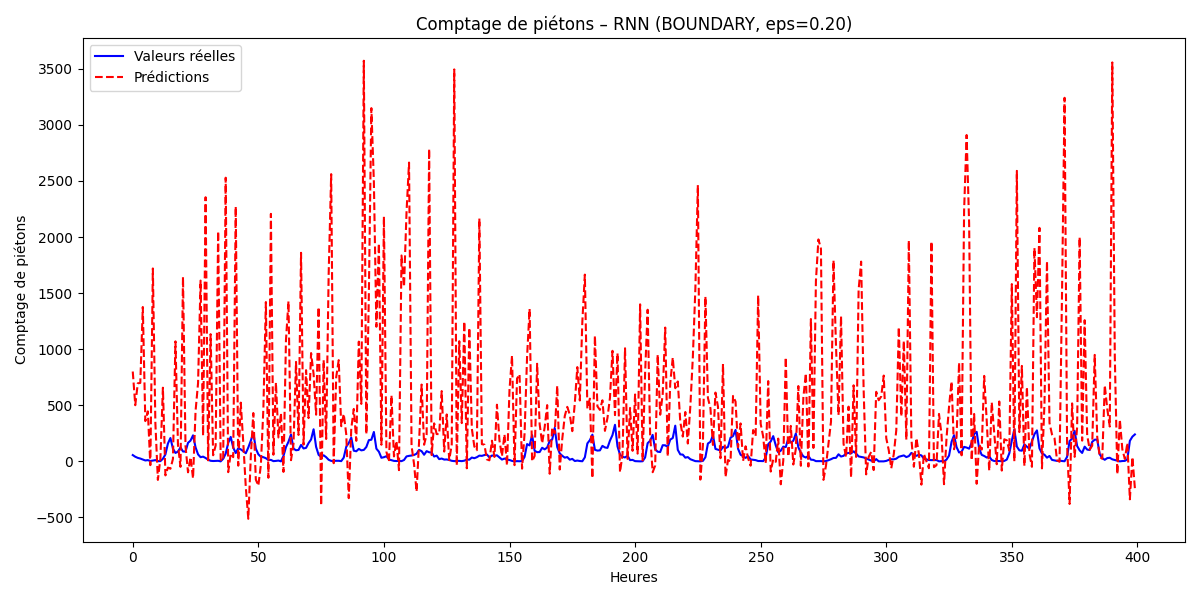 Comptage de piétons – RNN (BOUNDARY, eps=0.20)
Valeurs réelles
Prédictions
Comptage de piétons
3500
3000
2500
2000
1500
1000
500
0
−500
0 50 100 150 200 250 300 350 400
Heures